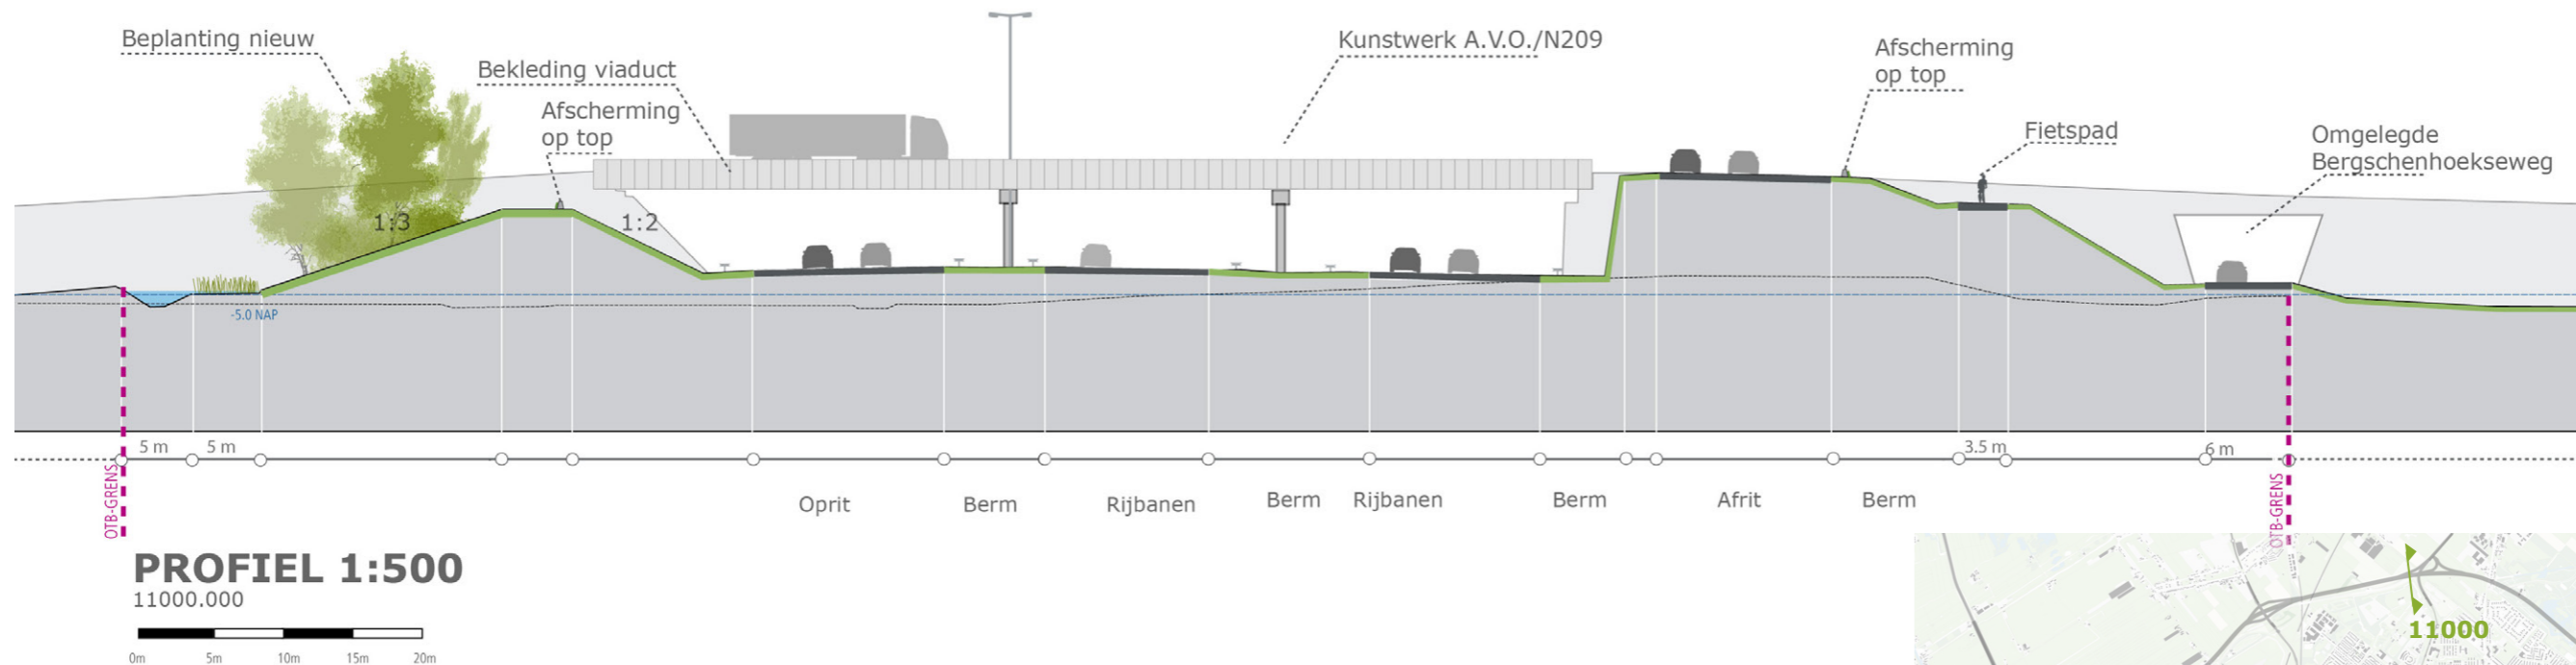 Beplanting nieuw
Bekleding viaduct
Afscherming
op top
Kunstwerk A.V.O./N209
Afscherming
op top
Fietspad
Omgelegde
Bergschenhoekseweg
1:3
1:2
-5.0 NAP
5 m
5 m
3.5 m
6 m
OTB-GRENS
OTB-GRENS
Oprit
Berm
Rijbanen
Berm
Rijbanen
Berm
Afrit
Berm
PROFIEL 1:500
11000.000
0m
5m
10m
15m
20m
11000